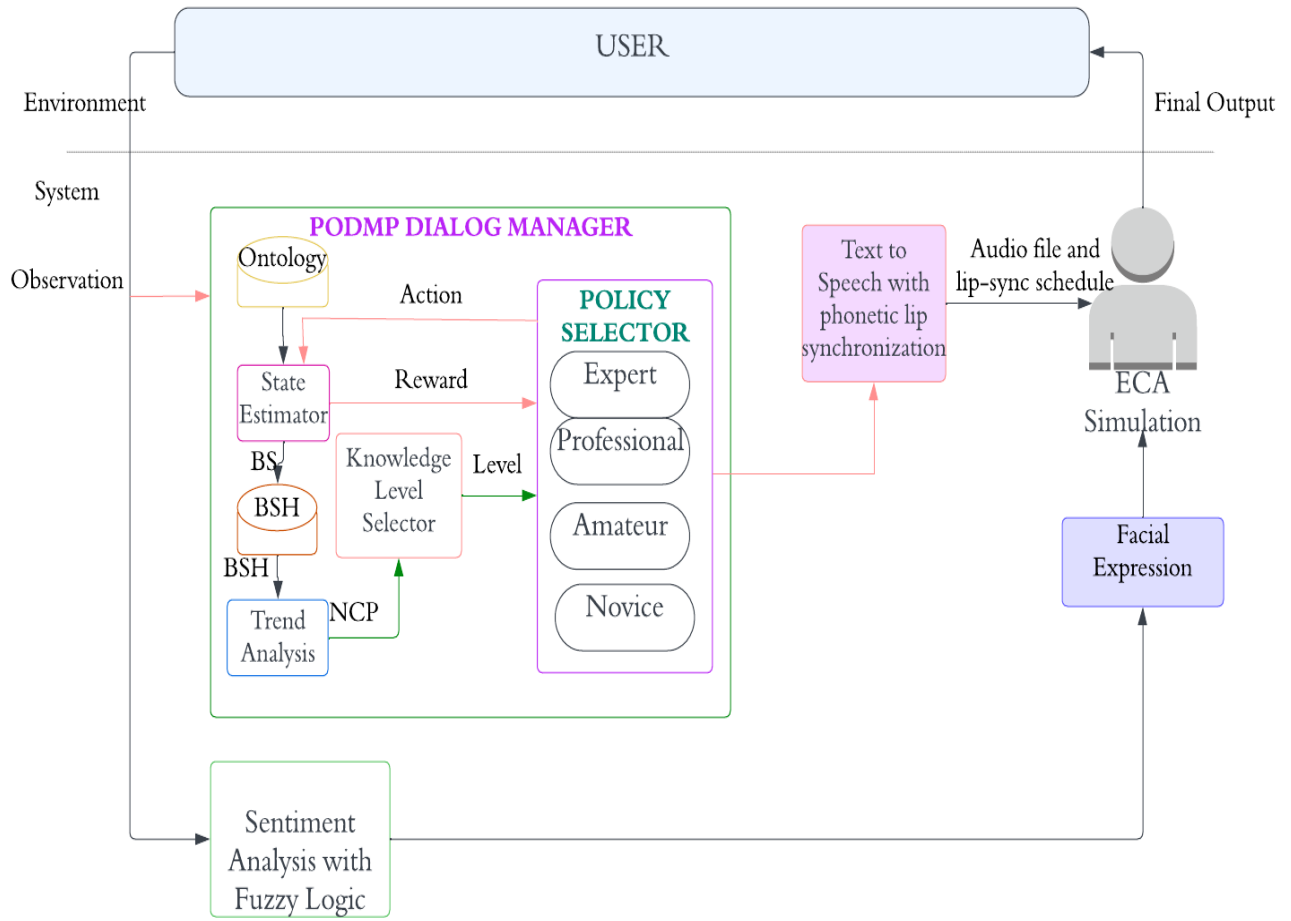 USER
Environment
Final Output
System
Observation
PODMP DIALOG MANAGER
Ontology
Action
POLICY
SELECTOR
State
Estimator
Reward
Expert
Professional
BS
Knowledge
Level
Selector
Level
BSH
Amateur
BSH
Trend
Analysis
NCP
Novice
Text to
Speech with
phonetic lip
synchronization
Audio file and
lip-sync schedule
ECA
Simulation
Facial
Expression
Sentiment
Analysis with
Fuzzy Logic